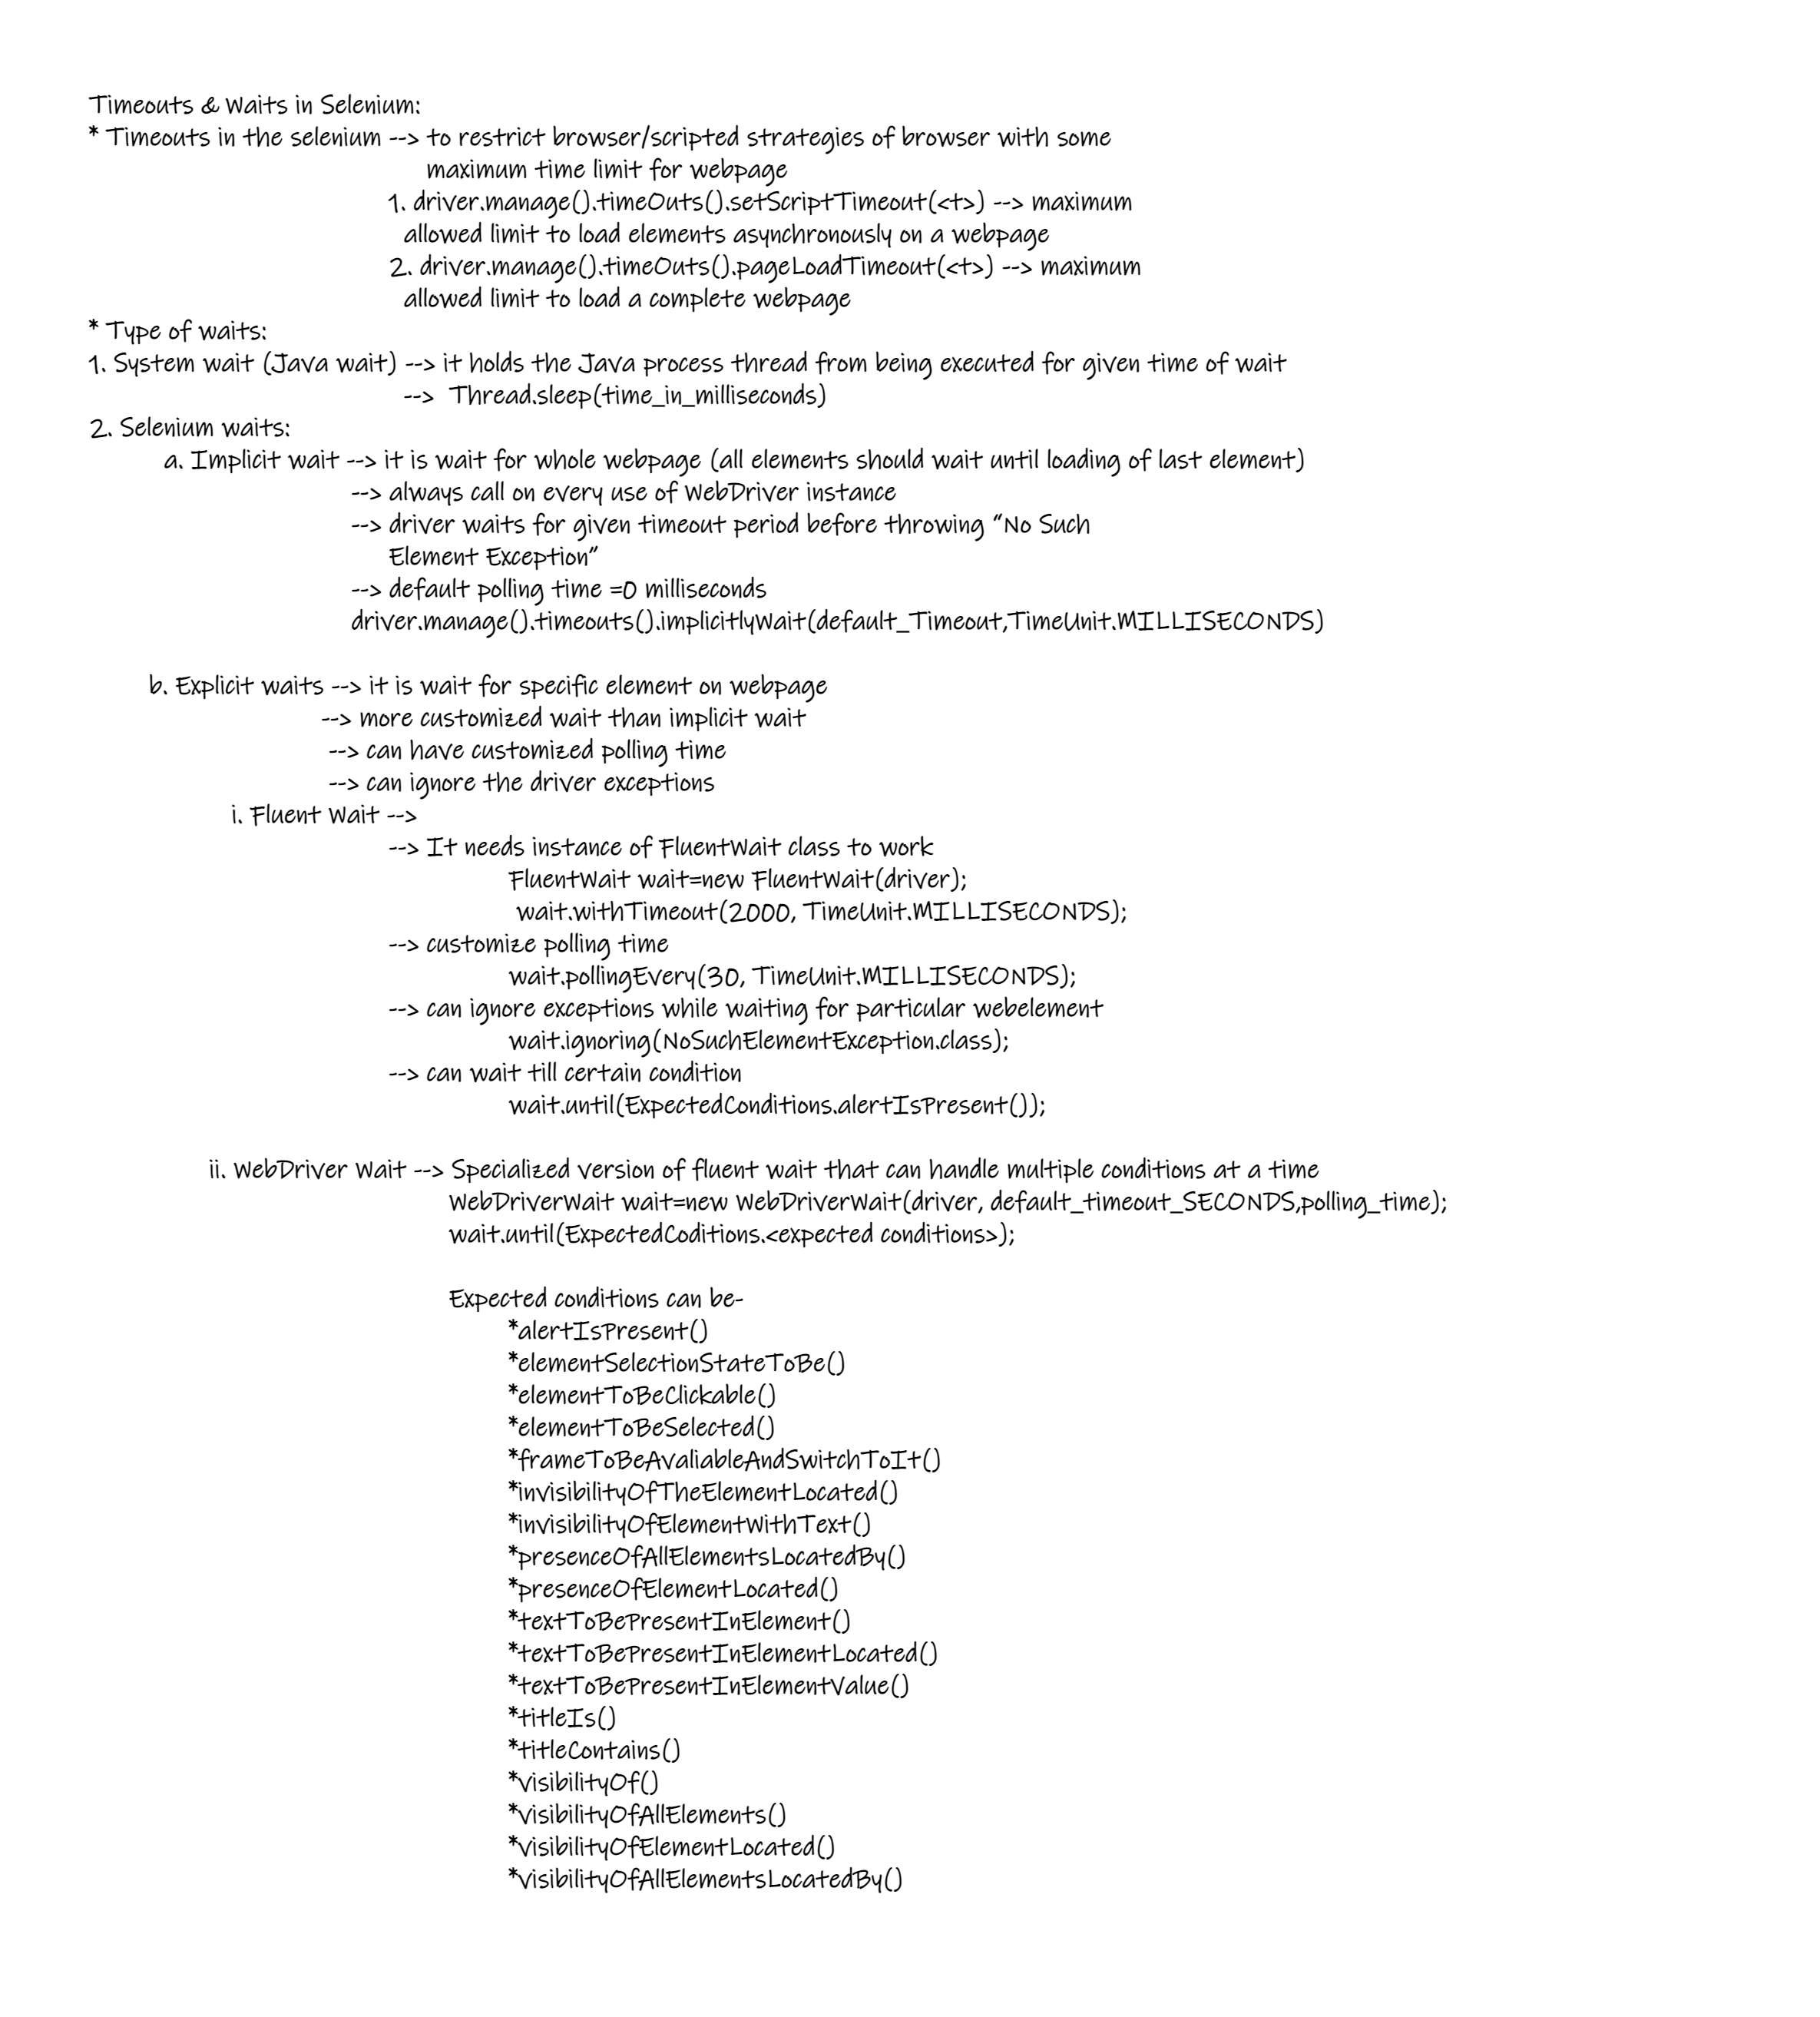 Timeouts & Waits in Selenium:
* Timeouts in the selenium --> to restrict browser/scripted strategies of browser with some
maximum time limit for webpage
1. driver.manage().timeOuts().setScriptTimeout(<t>) --> maximum
allowed limit to load elements asynchronously on a webpage
2. driver.manage().timeOuts().pageLoadTimeout(<t>) --> maximum
allowed limit to load a complete webpage
* Type of waits:
1. System wait (Java wait) --> it holds the Java process thread from being executed for given time of wait
--> Thread.sleep(time_in_milliseconds)
2. Selenium waits:
a. Implicit wait --> it is wait for whole webpage (all elements should wait until loading of last element)
--> always call on every use of WebDriver instance
--> driver waits for given timeout period before throwing “No Such
Element Exception”
--> default polling time =0 milliseconds
driver.manage().timeouts().implicitlyWait(default_Timeout,TimeUnit.MILLISECONDS)
b. Explicit waits --> it is wait for specific element on webpage
--> more customized wait than implicit wait
--> can have customized polling time
--> can ignore the driver exceptions
i. Fluent Wait -->
--> It needs instance of FluentWait class to work
FluentWait wait=new FluentWait(driver);
wait.withTimeout(2000, TimeUnit.MILLISECONDS);
--> customize polling time
wait.pollingEvery(30, TimeUnit.MILLISECONDS);
--> can ignore exceptions while waiting for particular webelement
wait.ignoring(NoSuchElementException.class);
--> can wait till certain condition
wait.until(ExpectedConditions.alertIsPresent());
ii. WebDriver Wait --> Specialized version of fluent wait that can handle multiple conditions at a time
WebDriverWait wait=new WebDriverWait(driver, default_timeout_SECONDS,polling_time);
wait.until(ExpectedCoditions.<expected conditions>);
Expected conditions can be-
*alertIsPresent()
*elementSelectionStateToBe()
*elementToBeClickable()
*elementToBeSelected()
*frameToBeAvaliableAndSwitchToIt()
*invisibilityOfTheElementLocated()
*invisibilityOfElementWithText()
*presenceOfAllElementsLocatedBy()
*presenceOfElementLocated()
*textToBePresentInElement()
*textToBePresentInElementLocated()
*textToBePresentInElementValue()
*titleIs()
*titleContains()
*visibilityOf()
*visibilityOfAllElements()
*visibilityOfElementLocated()
*visibilityOfAllElementsLocatedBy()